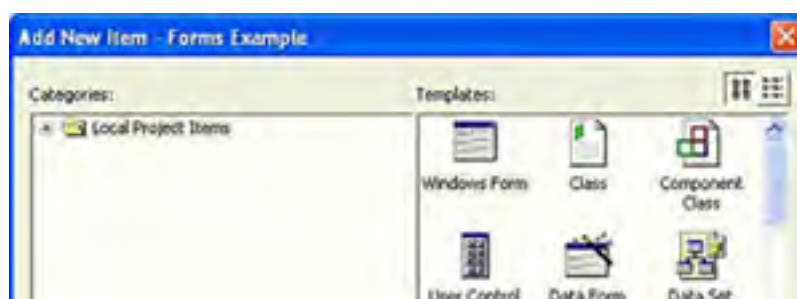 Add New Item - Forms Example
Categories:
Templates:
Local Project Items
Windows Form
Class
Component
Class
User Control
Data Form
Data Set